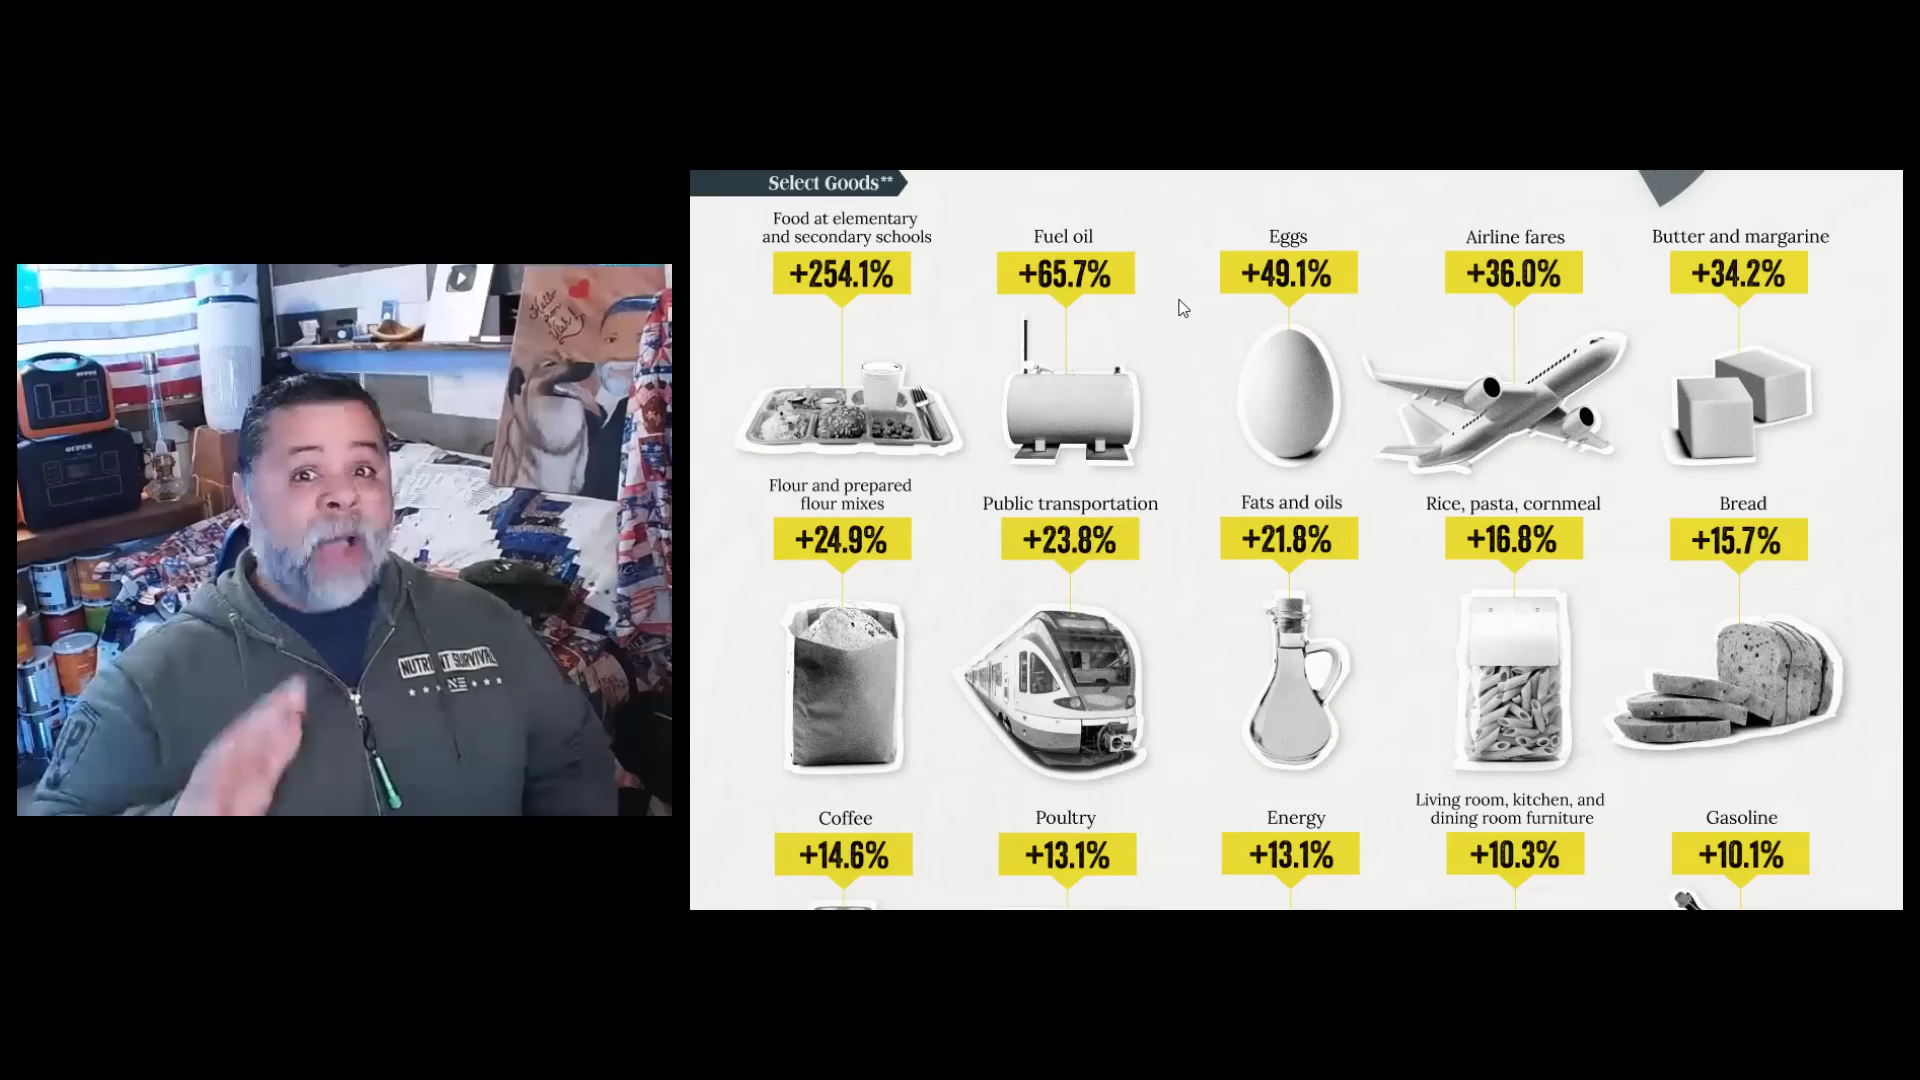 Select Goods**
Food at elementary
and secondary schools
+254.1%
Fuel oil
+65.7%
Eggs
+49.1%
Airline fares
+36.0%
Butter and margarine
+34.2%
Flour and prepared
flour mixes
+24.9%
Public transportation
+23.8%
Fats and oils
+21.8%
Rice, pasta, cornmeal
+16.8%
Bread
+15.7%
Coffee
+14.6%
Poultry
+13.1%
Energy
+13.1%
Living room, kitchen, and
dining room furniture
+10.3%
Gasoline
+10.1%
Hello
SURVIVAL
NE